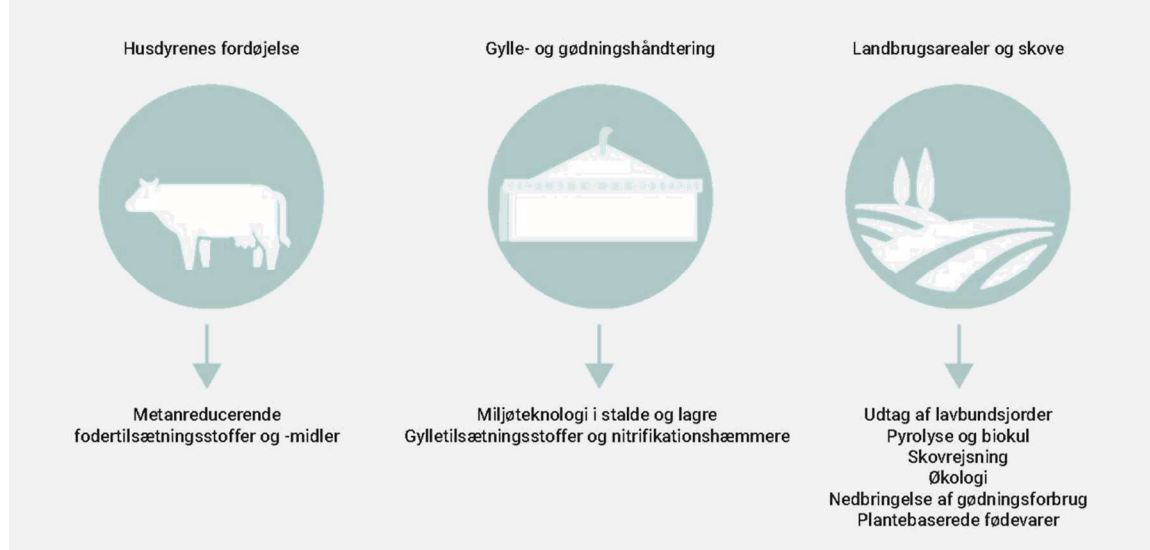 Husdyrenes fordøjelse
Metanreducerende
fodertilsætningsstoffer og -midler
Gylle- og gødningshåndtering
Miljøteknologi i stalde og lagre
Gylletilsætningsstoffer og nitrifikationshæmmere
Landbrugsarealer og skove
Udtag af lavbundsjorder
Pyrolyse og biokul
Skovrejsning
Økologi
Nedbringelse af gødningsforbrug
Plantebaserede fødevarer